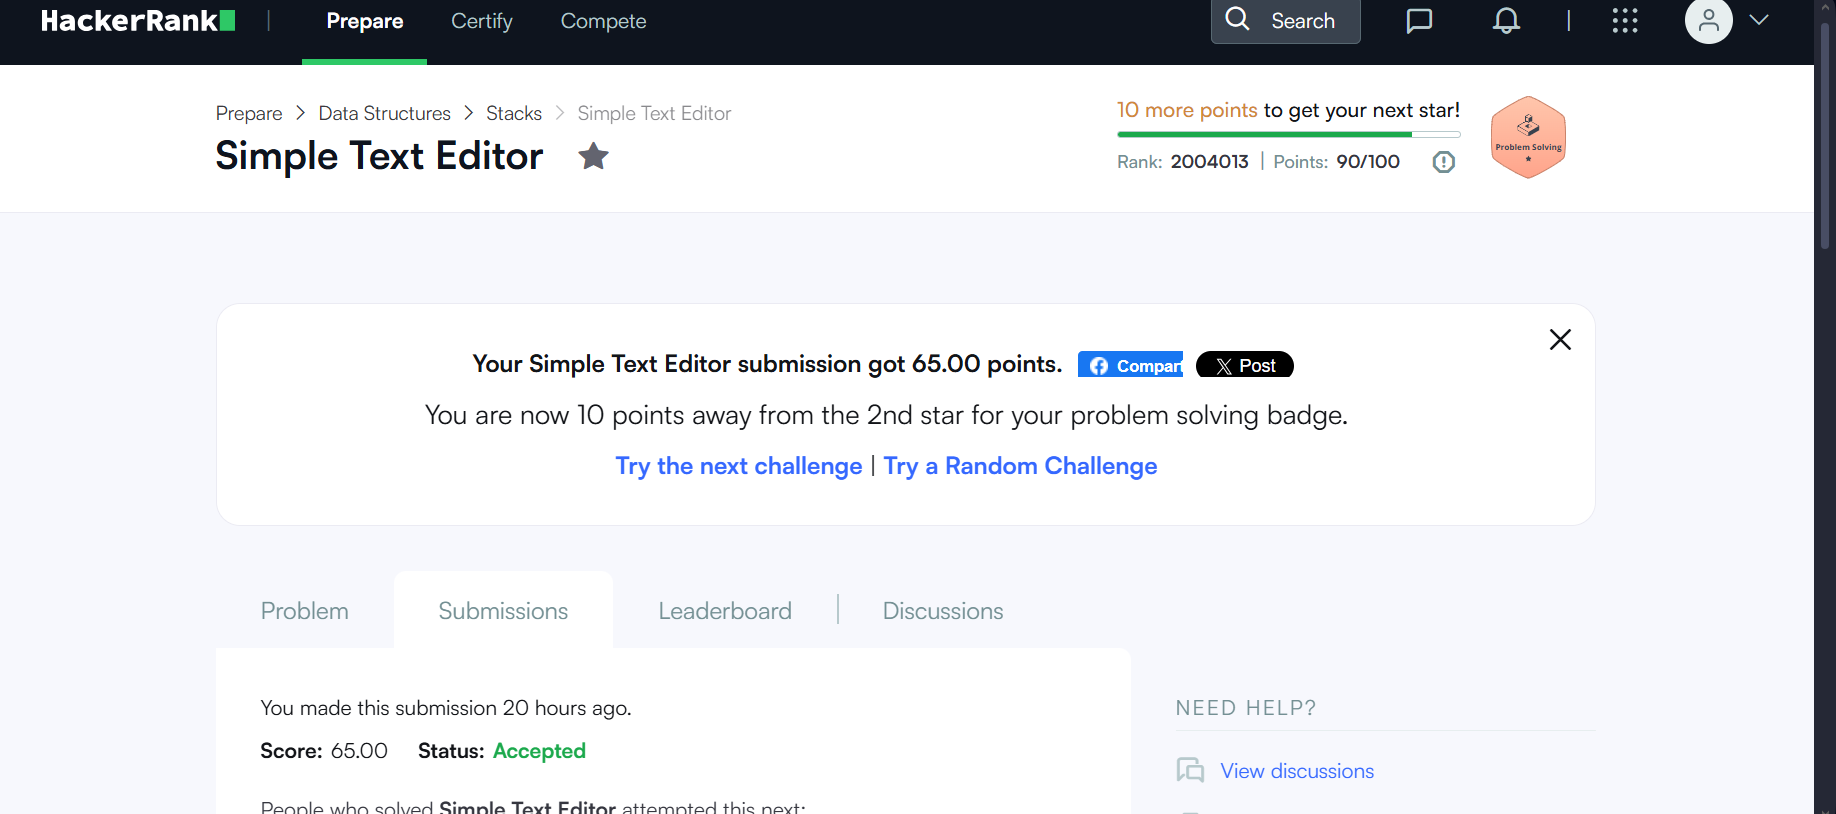 HackerRank | Prepare Certify Compete Search |
Prepare > Data Structures > Stacks > Simple Text Editor
Simple Text Editor
10 more points to get your next star!
Rank: 2004013 | Points: 90/100
Problem Solving
Your Simple Text Editor submission got 65.00 points. Compart X Post
You are now 10 points away from the 2nd star for your problem solving badge.
Try the next challenge | Try a Random Challenge
Problem Submissions Leaderboard | Discussions
You made this submission 20 hours ago.
Score: 65.00 Status: Accepted
People who solved Simple Text Editor attempted this next:
NEED HELP?
View discussions